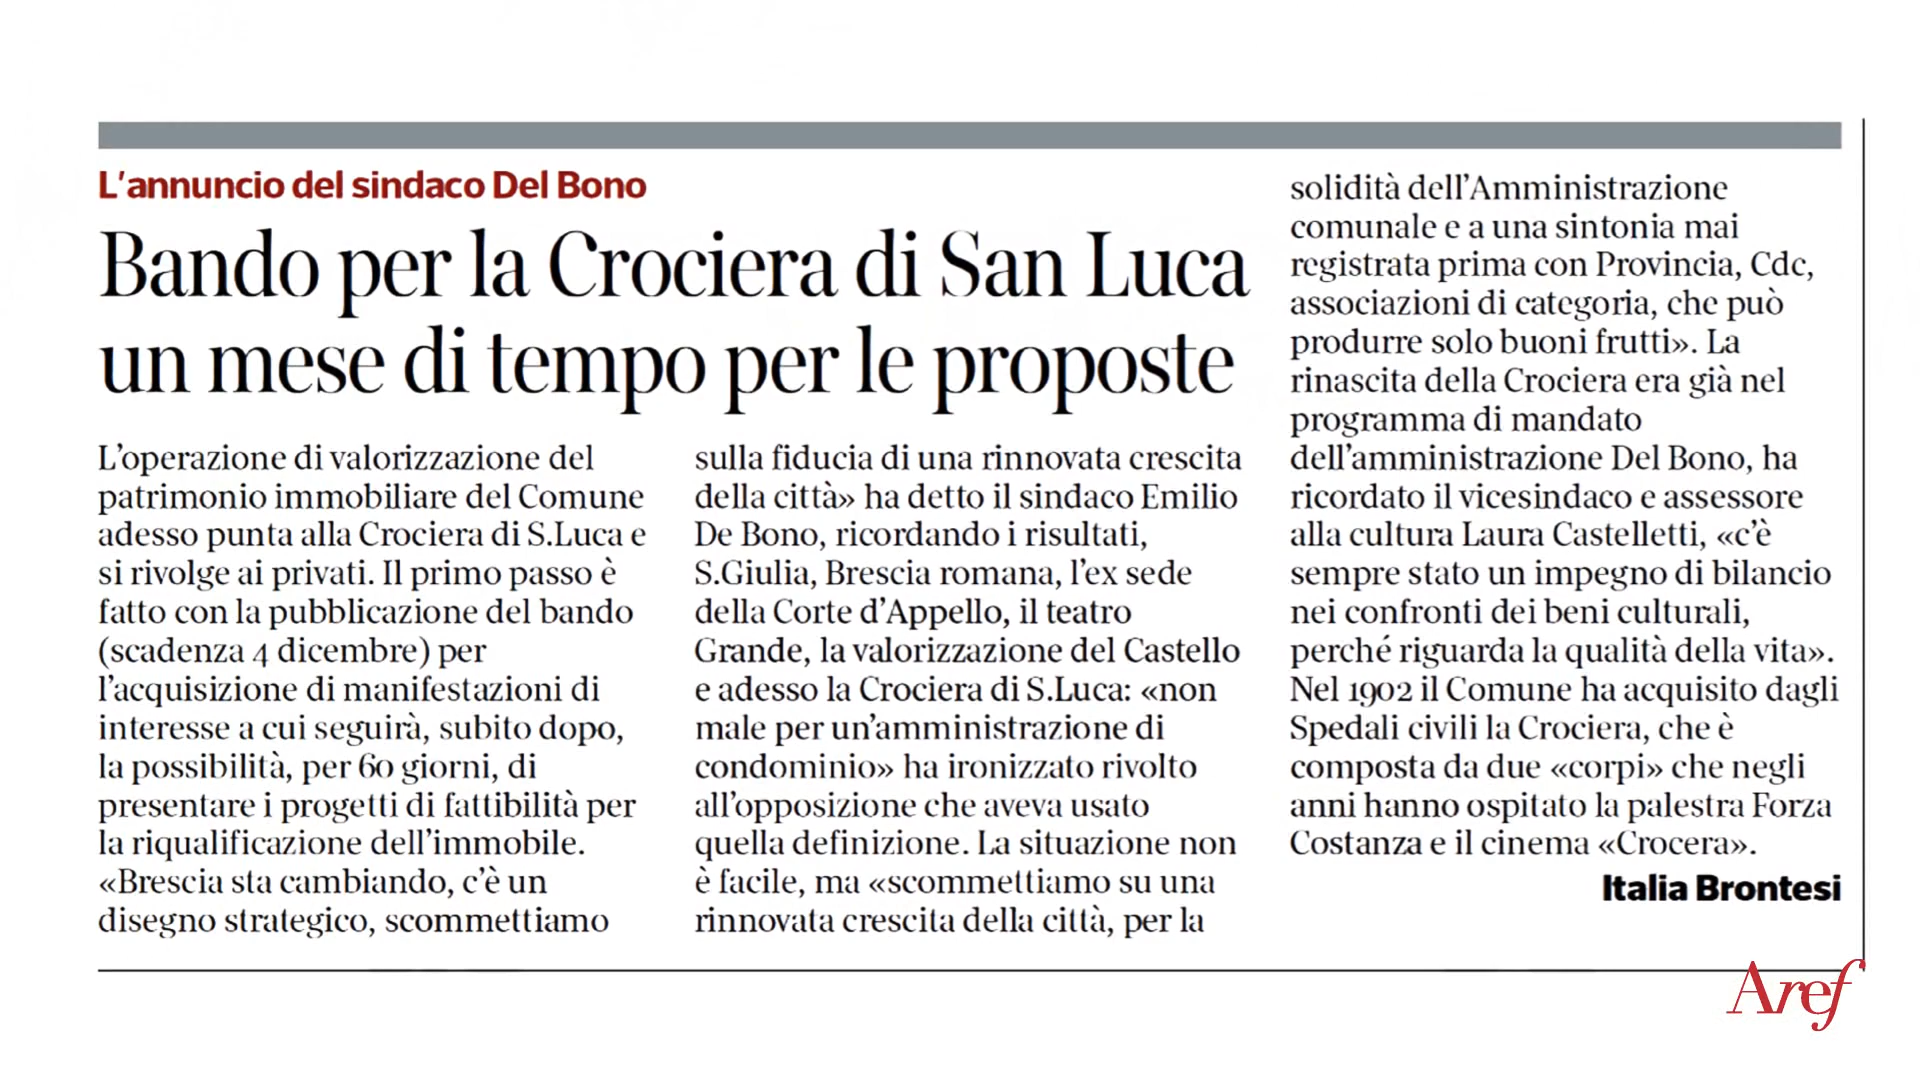 L'annuncio del sindaco Del Bono
Bando per la Crociera di San Luca
un mese di tempo per le proposte
L'operazione di valorizzazione del
patrimonio immobiliare del Comune
adesso punta alla Crociera di S.Luca e
si rivolge ai privati. Il primo passo è
fatto con la pubblicazione del bando
(scadenza 4 dicembre) per
l'acquisizione di manifestazioni di
interesse a cui seguirà, subito dopo,
la possibilità, per 60 giorni, di
presentare i progetti di fattibilità per
la riqualificazione dell'immobile.
«Brescia sta cambiando, c'è un
disegno strategico, scommettiamo
sulla fiducia di una rinnovata crescita
della città» ha detto il sindaco Emilio
De Bono, ricordando i risultati,
S.Giulia, Brescia romana, l'ex sede
della Corte d'Appello, il teatro
Grande, la valorizzazione del Castello
e adesso la Crociera di S.Luca: «non
male per un'amministrazione di
condominio» ha ironizzato rivolto
all'opposizione che aveva usato
quella definizione. La situazione non
è facile, ma «scommettiamo su una
rinnovata crescita della città, per la
solidità dell'Amministrazione
comunale e a una sintonia mai
registrata prima con Provincia, Cdc,
associazioni di categoria, che può
produrre solo buoni frutti». La
rinascita della Crociera era già nel
programma di mandato
dell'amministrazione Del Bono, ha
ricordato il vicesindaco e assessore
alla cultura Laura Castelletti, «c'è
sempre stato un impegno di bilancio
nei confronti dei beni culturali,
perché riguarda la qualità della vita».
Nel 1902 il Comune ha acquisito dagli
Spedali civili la Crociera, che è
composta da due «corpi» che negli
anni hanno ospitato la palestra Forza
Costanza e il cinema «Crocera».
Italia Brontesi
Aref